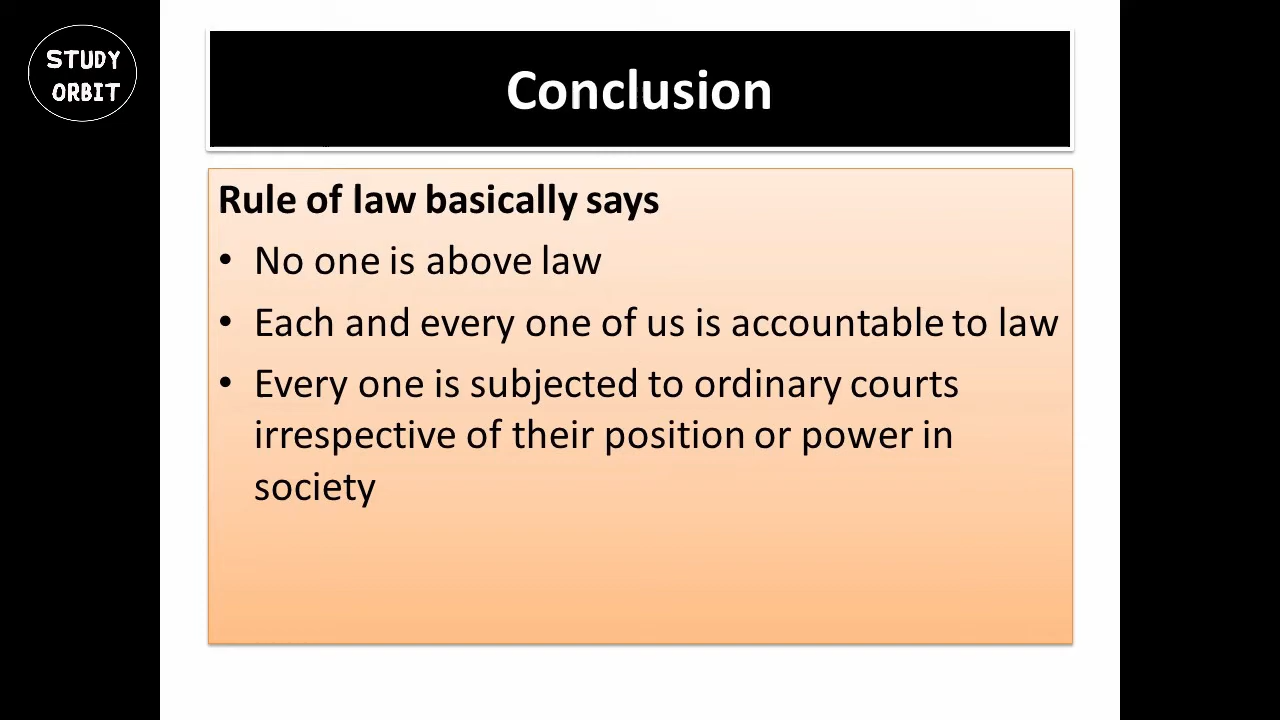 STUDY
ORBIT
Conclusion
Rule of law basically says
• No one is above law
• Each and every one of us is accountable to law
• Every one is subjected to ordinary courts
irrespective of their position or power in
society